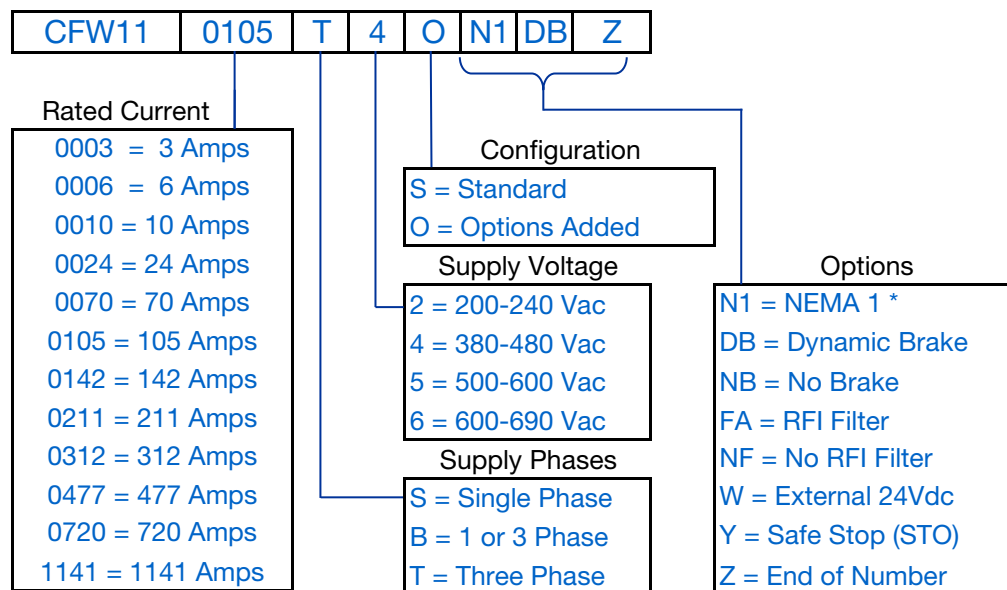 CFW11 0105 T 4 O N1 DB Z
Rated Current
0003 = 3 Amps
0006 = 6 Amps
0010 = 10 Amps
0024 = 24 Amps
0070 = 70 Amps
0105 = 105 Amps
0142 = 142 Amps
0211 = 211 Amps
0312 = 312 Amps
0477 = 477 Amps
0720 = 720 Amps
1141 = 1141 Amps
Configuration
S = Standard
O = Options Added
Supply Voltage
2 = 200-240 Vac
4 = 380-480 Vac
5 = 500-600 Vac
6 = 600-690 Vac
Supply Phases
S = Single Phase
B = 1 or 3 Phase
T = Three Phase
Options
N1 = NEMA 1 *
DB = Dynamic Brake
NB = No Brake
FA = RFI Filter
NF = No RFI Filter
W = External 24Vdc
Y = Safe Stop (STO)
Z = End of Number